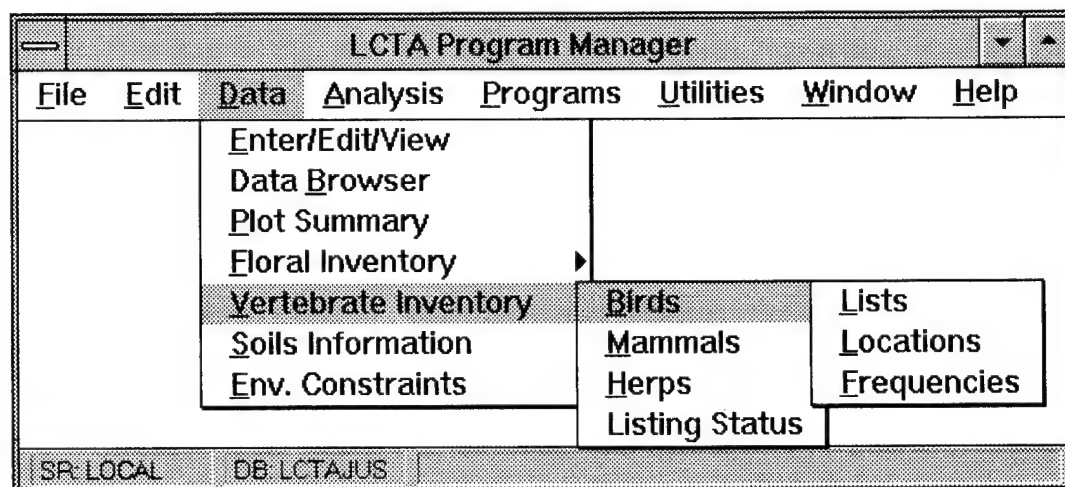 LCTA Program Manager
File Edit Data Analysis Programs Utilities Window Help
Enter/Edit/View
Data Browser
Plot Summary
Floral Inventory
Vertebrate Inventory
Soils Information
Env. Constraints
Birds
Mammals
Herps
Listing Status
Lists
Locations
Frequencies
SR: LOCAL DB: LCTAJUS